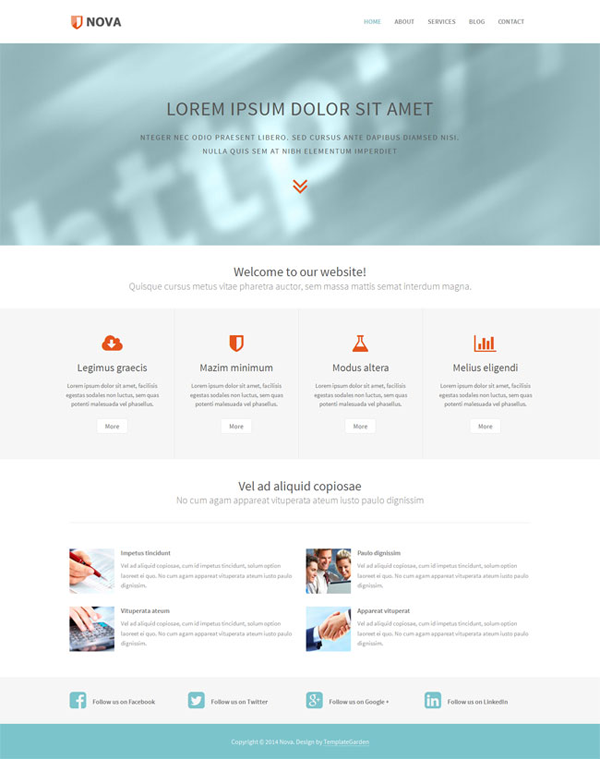 NOVA
HOME ABOUT SERVICES BLOG CONTACT
http:
LOREM IPSUM DOLOR SIT AMET
NTEGER NEC ODIO PRAESENT LIBERO. SED CURSUS ANTE DAPIBUS DIAMSED NISI.
NULLA QUIS SEM AT NIBH ELEMENTUM IMPERDIET
Welcome to our website!
Quisque cursus metus vitae pharetra auctor, sem massa mattis semat interdum magna.
Legimus graecis
Lorem ipsum dolor sit amet, facilisis
egestas sodales non luctus, sem quas
potenti malesuada vel phasellus.
More
Mazim minimum
Lorem ipsum dolor sit amet, facilisis
egestas sodales non luctus, sem quas
potenti malesuada vel phasellus.
More
Modus altera
Lorem ipsum dolor sit amet, facilisis
egestas sodales non luctus, sem quas
potenti malesuada vel phasellus.
More
Melius eligendi
Lorem ipsum dolor sit amet, facilisis
egestas sodales non luctus, sem quas
potenti malesuada vel phasellus.
More
Vel ad aliquid copiosae
No cum agam appareat vituperata ateum iusto paulo dignissim
Impetus tincidunt
Vel ad aliquid copiosae, cum id impetus tincidunt, solum option
laoreet ei quo. No cum agam appareat vituperata ateum iusto paulo
dignissim.
Paulo dignissim
Vel ad aliquid copiosae, cum id impetus tincidunt, solum option
laoreet ei quo. No cum agam appareat vituperata ateum iusto paulo
dignissim.
Vituperata ateum
Vel ad aliquid copiosae, cum id impetus tincidunt, solum option
laoreet ei quo. No cum agam appareat vituperata ateum iusto paulo
dignissim.
Appareat vituperat
Vel ad aliquid copiosae, cum id impetus tincidunt, solum option
laoreet ei quo. No cum agam appareat vituperata ateum iusto paulo
dignissim.
Follow us on Facebook
Follow us on Twitter
Follow us on Google +
Follow us on Linkedin
Copyright © 2014 Nova. Design by TemplateGarden